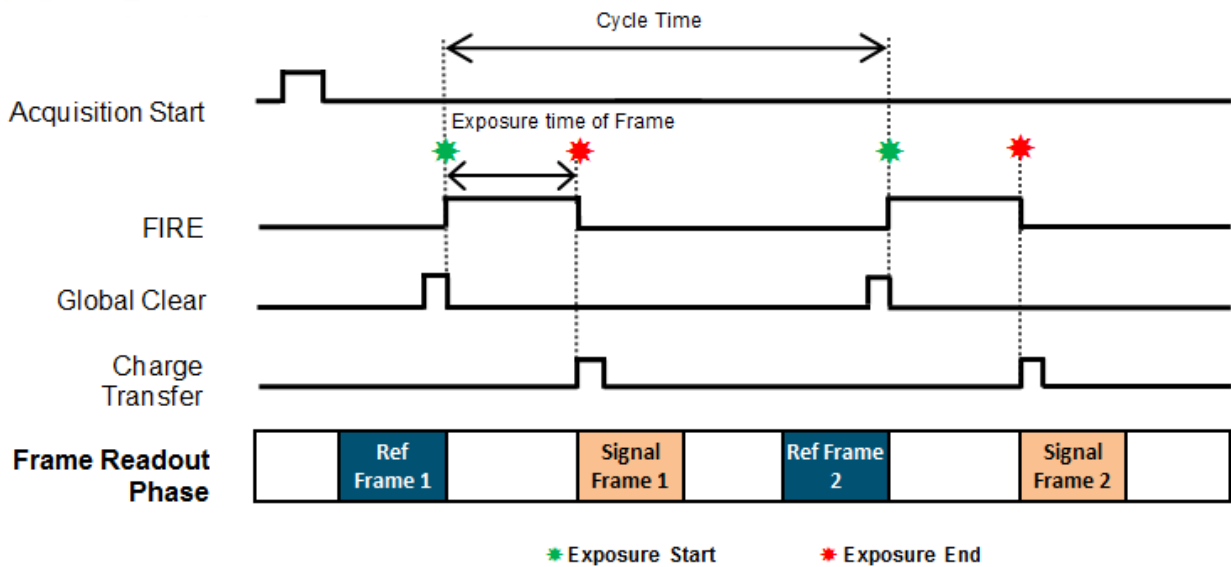 Cycle Time
Acquisition Start
Exposure time of Frame
FIRE
Global Clear
Charge
Transfer
Frame Readout
Phase
Ref
Frame 1
Signal
Frame 1
Ref Frame
2
Signal
Frame 2
Exposure Start
Exposure End